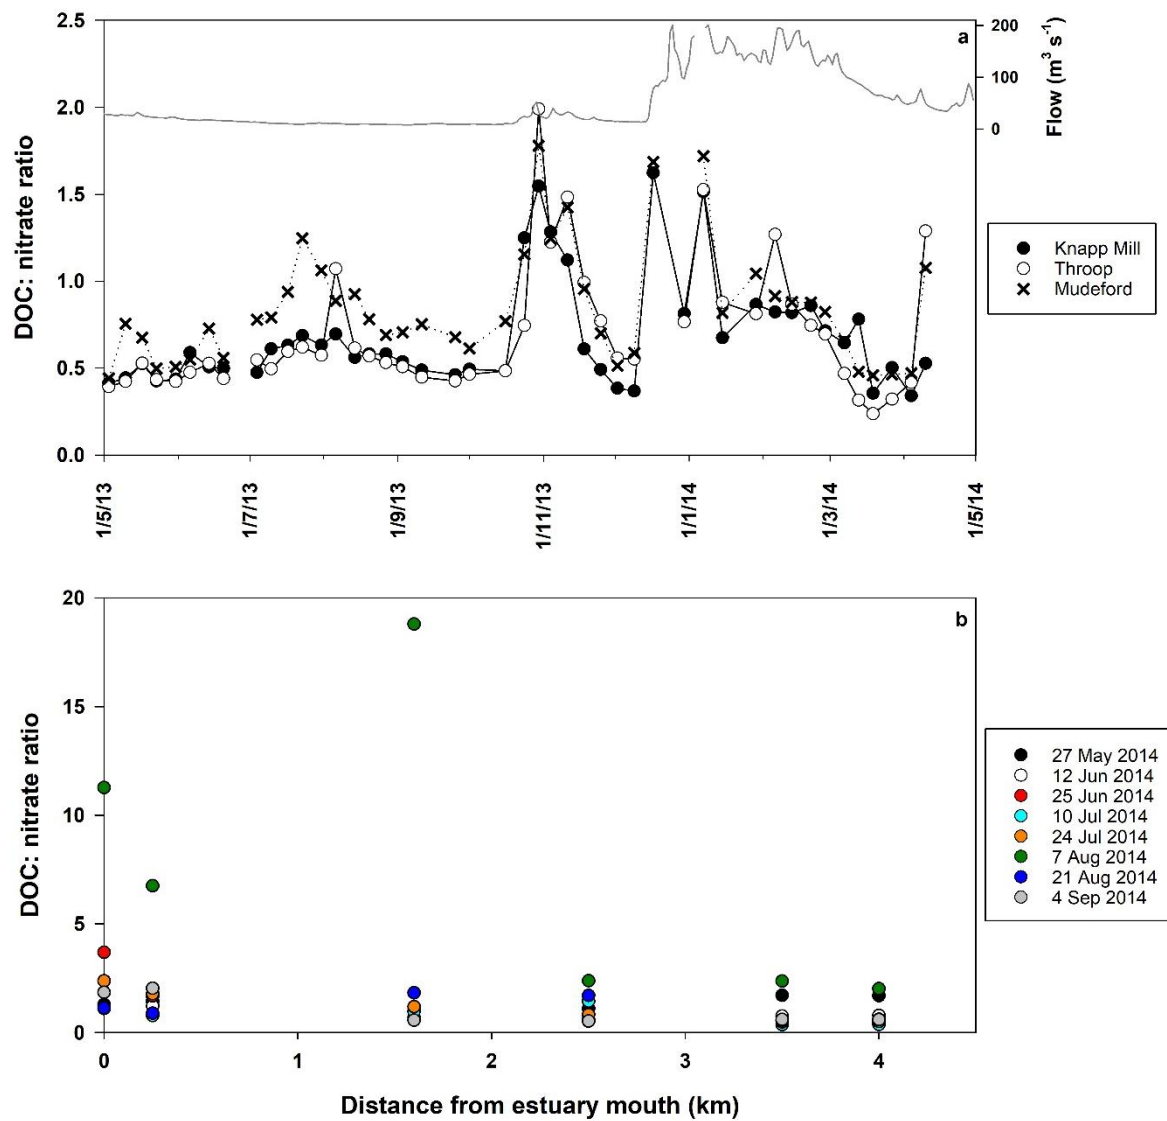 a
2.5
2.0
1.5
1.0
0.5
0.0
DOC: nitrate ratio
200
100
0
Flow (m³ s⁻¹)
1/5/13
1/7/13
1/9/13
1/11/13
1/1/14
1/3/14
1/5/14
Knapp Mill
Throop
Mudeford
b
20
15
10
5
0
DOC: nitrate ratio
0
1
2
3
4
Distance from estuary mouth (km)
27 May 2014
12 Jun 2014
25 Jun 2014
10 Jul 2014
24 Jul 2014
7 Aug 2014
21 Aug 2014
4 Sep 2014